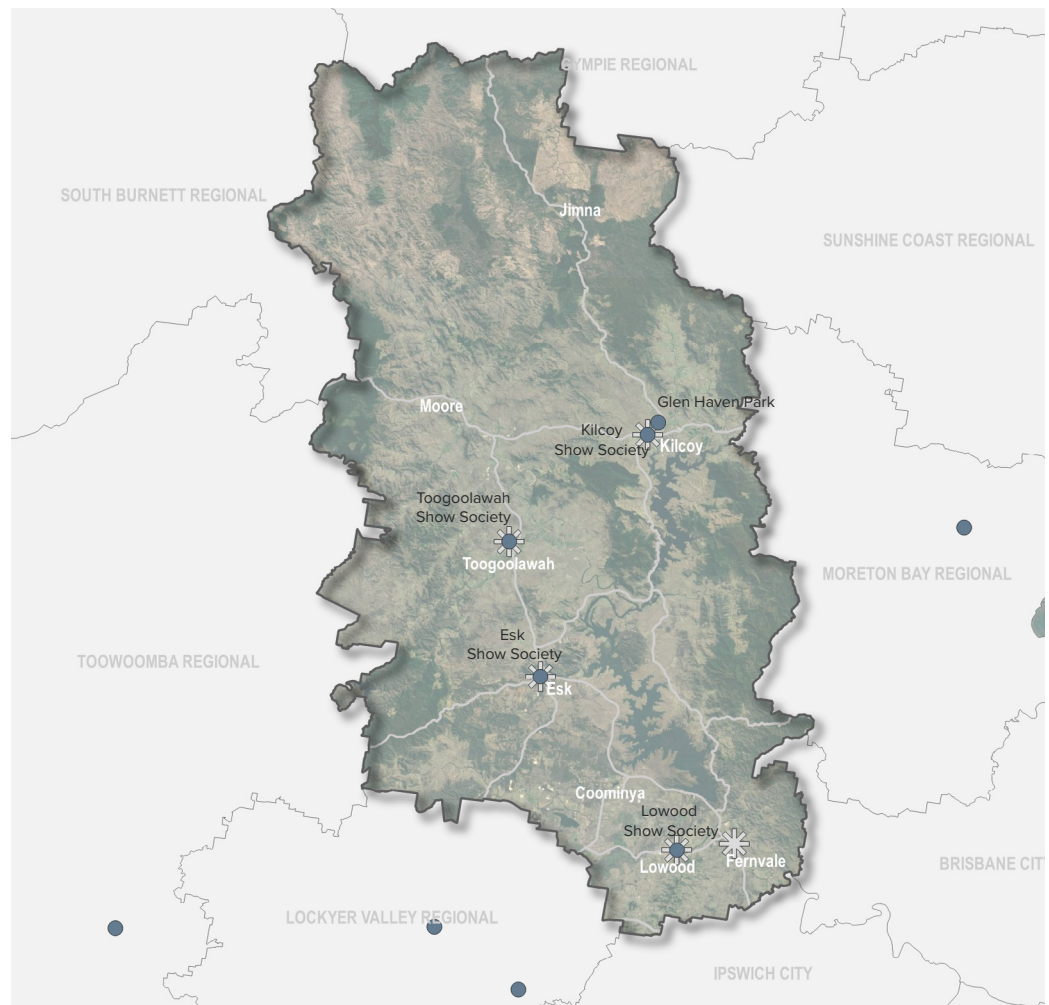 GYMPIE REGIONAL
SOUTH BURNETT REGIONAL
Jimna
SUNSHINE COAST REGIONAL
Glen Haven Park
Moore
Kilcoy
Show Society
Kilcoy
Toogoolawah
Show Society
Toogoolawah
MORETON BAY REGIONAL
Esk
Show Society
TOOWOOMBA REGIONAL
Esk
Coominya
Lowood
Show Society
Fernvale
Lowood
BRISBANE CITY
LOCKYER VALLEY REGIONAL
IPSWICH CITY